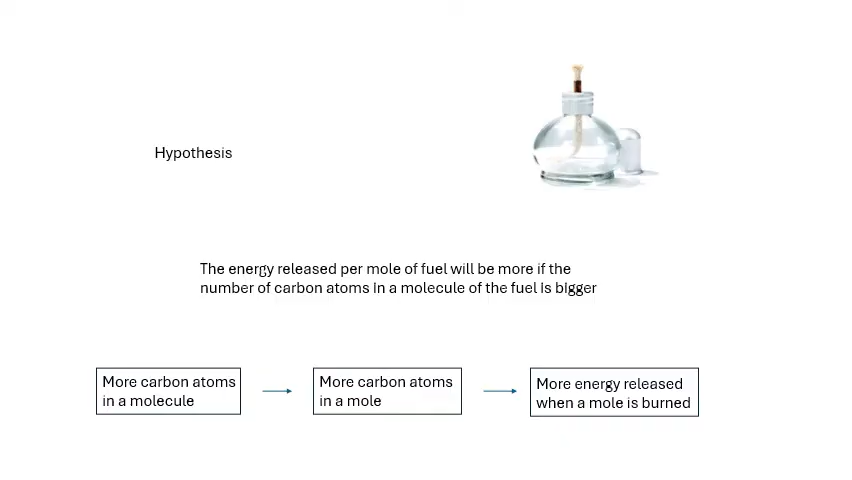 Hypothesis
The energy released per mole of fuel will be more if the
number of carbon atoms in a molecule of the fuel is bigger
More carbon atoms
in a molecule
More carbon atoms
in a mole
More energy released
when a mole is burned